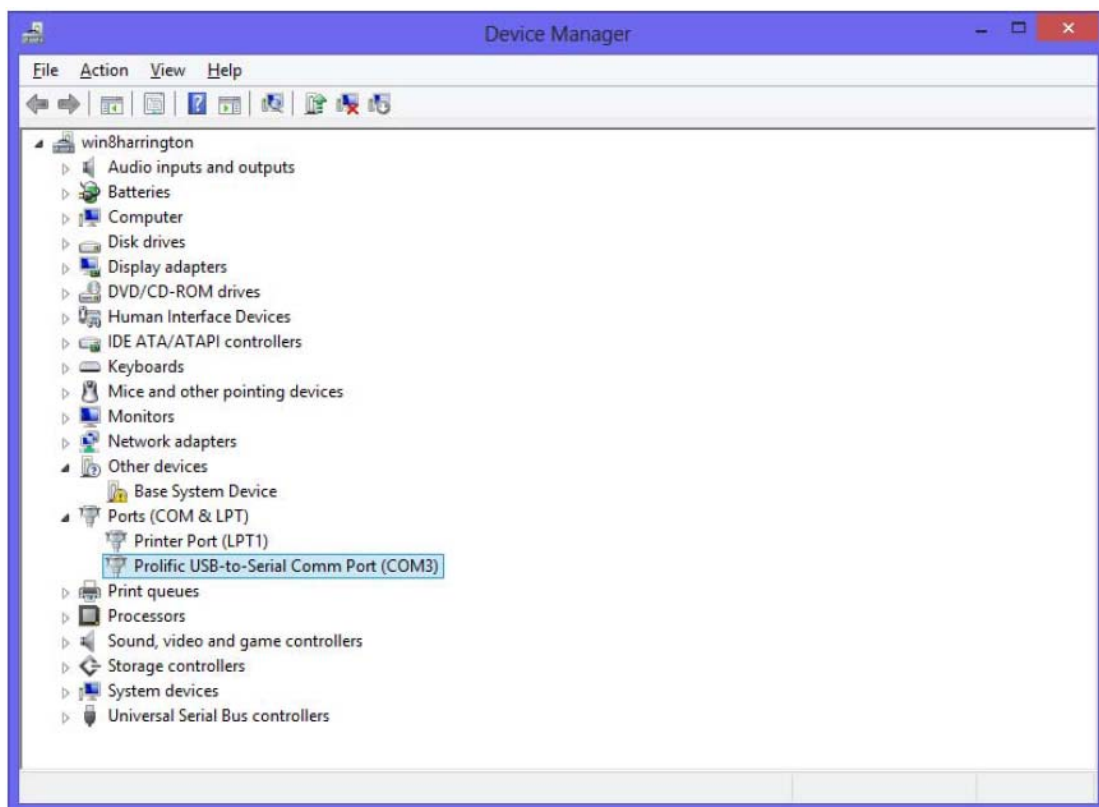 Device Manager
File Action View Help
win8harrington
Audio inputs and outputs
Batteries
Computer
Disk drives
Display adapters
DVD/CD-ROM drives
Human Interface Devices
IDE ATA/ATAPI controllers
Keyboards
Mice and other pointing devices
Monitors
Network adapters
Other devices
Base System Device
Ports (COM & LPT)
Printer Port (LPT1)
Prolific USB-to-Serial Comm Port (COM3)
Print queues
Processors
Sound, video and game controllers
Storage controllers
System devices
Universal Serial Bus controllers